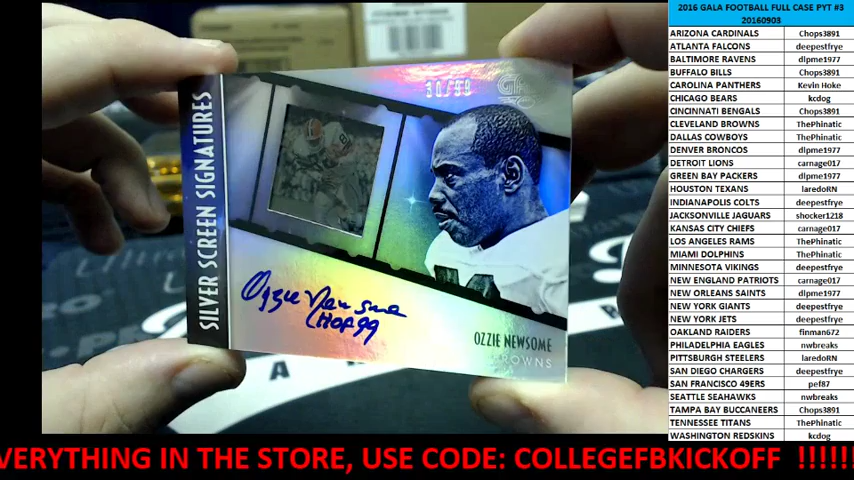 2016 GALA FOOTBALL FULL CASE PYT #3
20160903
ARIZONA CARDINALS Chops3891
ATLANTA FALCONS deepestfrye
BALTIMORE RAVENS dlpme1977
BUFFALO BILLS Chops3891
CAROLINA PANTHERS Kevin Hoke
CHICAGO BEARS kcdog
CINCINNATI BENGALS Chops3891
CLEVELAND BROWNS ThePhinatic
DALLAS COWBOYS ThePhinatic
DENVER BRONCOS dlpme1977
DETROIT LIONS carnage017
GREEN BAY PACKERS dlpme1977
HOUSTON TEXANS laredoRN
INDIANAPOLIS COLTS deepestfrye
JACKSONVILLE JAGUARS shocker1218
KANSAS CITY CHIEFS carnage017
LOS ANGELES RAMS ThePhinatic
MIAMI DOLPHINS ThePhinatic
MINNESOTA VIKINGS deepestfrye
NEW ENGLAND PATRIOTS carnage017
NEW ORLEANS SAINTS dlpme1977
NEW YORK GIANTS deepestfrye
NEW YORK JETS deepestfrye
OAKLAND RAIDERS finman672
PHILADELPHIA EAGLES nwbreaks
PITTSBURGH STEELERS laredoRN
SAN DIEGO CHARGERS deepestfrye
SAN FRANCISCO 49ERS pef87
SEATTLE SEAHAWKS nwbreaks
TAMPA BAY BUCCANEERS Chops3891
TENNESSEE TITANS ThePhinatic
WASHINGTON REDSKINS kcdog
SILVER SCREEN SIGNATURES
Ozzie Newsome
HOF 99
OZZIE NEWSOME
BROWNS
VERYTHING IN THE STORE, USE CODE: COLLEGEFBKICKOFF !!!!!!